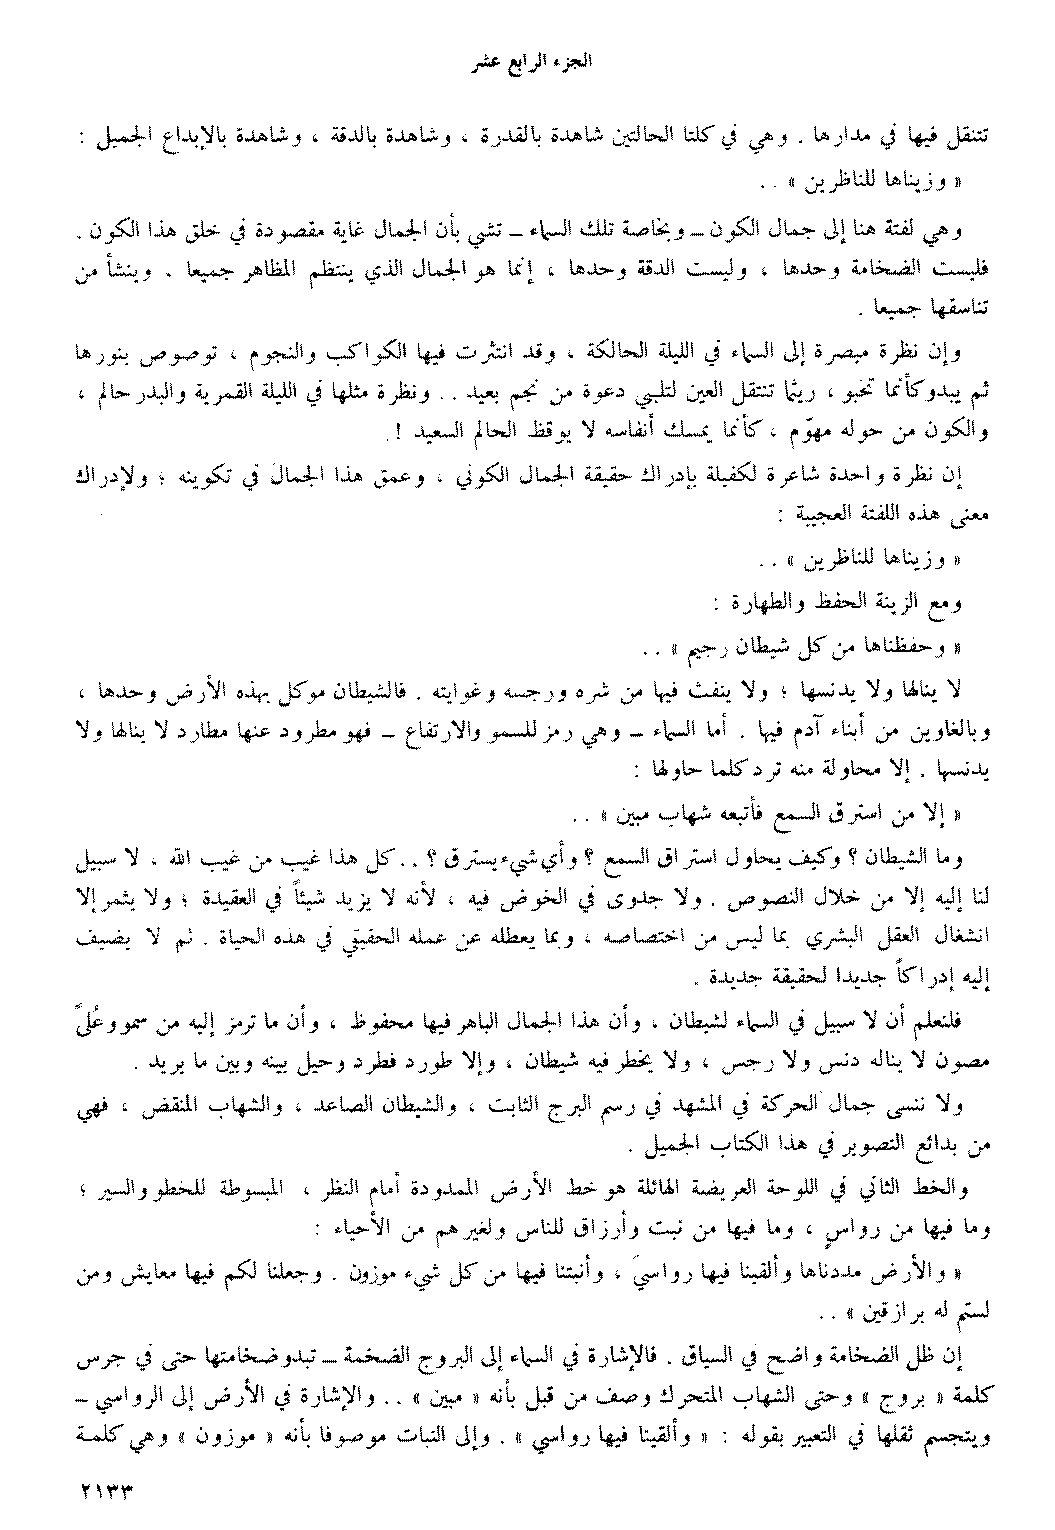 الجزء الرابع عشر
تتنقل فيها في مدارها . وهي في كلتا الحالتين شاهدة بالقدرة ، وشاهدة بالدقة ، وشاهدة بالإبداع الجميل :
« وزيناها للناظرين » . .
وهي لفتة هنا إلى جمال الكون – وبخاصة تلك السماء – تشي بأن الجمال غاية مقصودة في خلق هذا الكون .
فليست الضخامة وحدها ، وليست الدقة وحدها ، إنما هو الجمال الذي ينتظم المظاهر جميعا . وينشأ من
تناسقها جميعا .
وإن نظرة مبصرة إلى السماء في الليلة الحالكة ، وقد انتثرت فيها الكواكب والنجوم ، توصوص بنورها
ثم يبدو كأنما تخبو ، ريثما تنتقل العين لتلبي دعوة من نجم بعيد . . ونظرة مثلها في الليلة القمرية والبدر حالم ،
والكون من حوله مهوّم ، كأنما يمسك أنفاسه لا يوقظ الحالم السعيد !
إن نظرة واحدة شاعرة لكفيلة بإدراك حقيقة الجمال الكوني ، وعمق هذا الجمال في تكوينه ؛ ولإدراك
معنى هذه اللفتة العجيبة :
« وزيناها للناظرين » . .
ومع الزينة الحفظ والطهارة :
« وحفظناها من كل شيطان رجيم » . .
لا ينالها ولا يدنسها ؛ ولا ينفث فيها من شره ورجسه وغوايته . فالشيطان موكل بهذه الأرض وحدها ،
وبالغاوين من أبناء آدم فيها . أما السماء – وهي رمز للسمو والارتفاع – فهو مطرود عنها مطارد لا ينالها ولا
يدنسها . إلا محاولة منه ترد كلما حاولها :
« إلا من استرق السمع فأتبعه شهاب مبين » . .
وما الشيطان ؟ وكيف يحاول استراق السمع ؟ وأي شيء يسترق ؟ . . كل هذا غيب من غيب الله ، لا سبيل
لنا إليه إلا من خلال النصوص . ولا جدوى في الخوض فيه ، لأنه لا يزيد شيئاً في العقيدة ؛ ولا يثمر إلا
انشغال العقل البشري بما ليس من اختصاصه ، وبما يعطله عن عمله الحقيقي في هذه الحياة . ثم لا يضيف
إليه إدراكاً جديدا لحقيقة جديدة .
فلنعلم أن لا سبيل في السماء لشيطان ، وأن هذا الجمال الباهر فيها محفوظ ، وأن ما ترمز إليه من سمو وعُلىً
مصون لا يناله دنس ولا رجس ، ولا يخطر فيه شيطان ، وإلا طورد فطرد وحيل بينه وبين ما يريد .
ولا ننسى جمال الحركة في المشهد في رسم البرج الثابت ، والشيطان الصاعد ، والشهاب المنقض ، فهي
من بدائع التصوير في هذا الكتاب الجميل .
والخط الثاني في اللوحة العريضة الهائلة هو خط الأرض الممدودة أمام النظر ، المبسوطة للخطو والسير ؛
وما فيها من رواسٍ ، وما فيها من نبت وأرزاق للناس ولغيرهم من الأحياء :
« والأرض مددناها وألقينا فيها رواسيَ ، وأنبتنا فيها من كل شيء موزون . وجعلنا لكم فيها معايش ومن
لستم له برازقين » . .
إن ظل الضخامة واضح في السياق . فالإشارة في السماء إلى البروج الضخمة – تبدو ضخامتها حتى في جرس
كلمة « بروج » وحتى الشهاب المتحرك وصف من قبل بأنه « مبين » . . والإشارة في الأرض إلى الرواسي –
ويتجسم ثقلها في التعبير بقوله : « وألقينا فيها رواسي » . وإلى النبات موصوفا بأنه « موزون » وهي كلمة
٢١٣٣